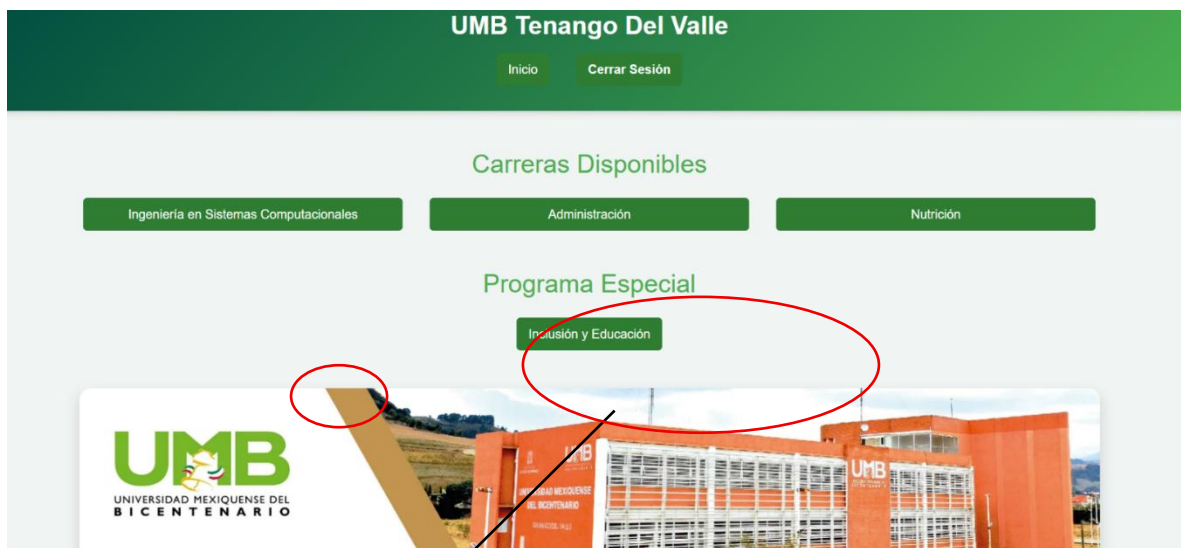 UMB Tenango Del Valle
Inicio
Cerrar Sesión
Carreras Disponibles
Ingeniería en Sistemas Computacionales
Administración
Nutrición
Programa Especial
Inclusión y Educación
UMB
UNIVERSIDAD MEXIQUENSE DEL
BICENTENARIO
UMB
UNIVERSIDAD MEXIQUENSE
DEL BICENTENARIO
UMB